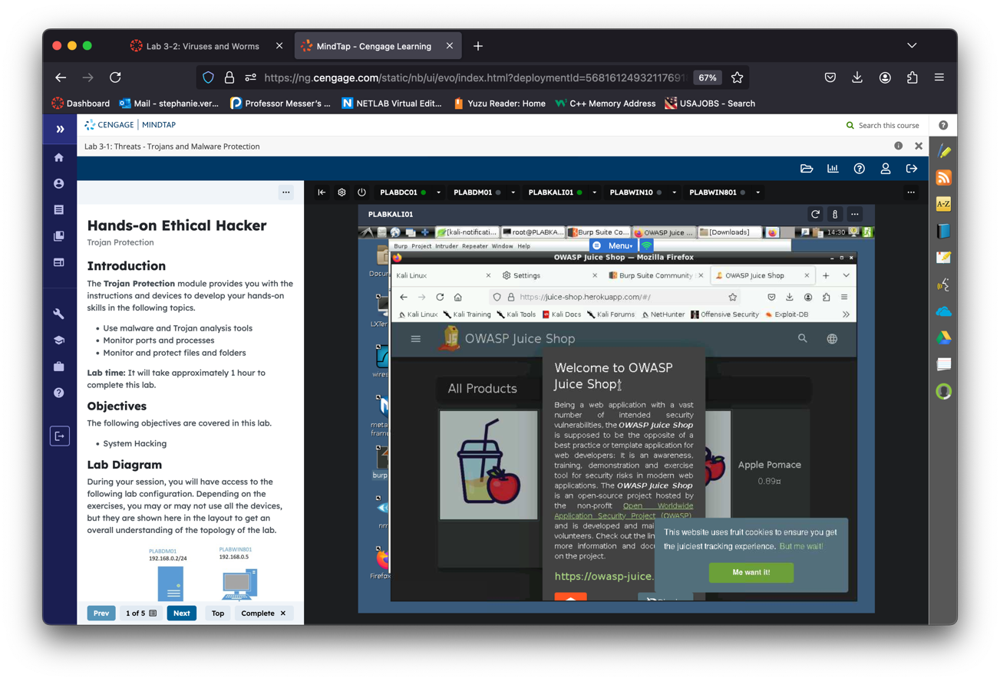 Lab 3-2: Viruses and Worms
MindTap - Cengage Learning
https://ng.cengage.com/static/nb/ui/evo/index.html?deploymentId=568161249321176918
67%
Dashboard
Mail - stephanie.ver...
Professor Messer's ...
NETLAB Virtual Edit...
Yuzu Reader: Home
C++ Memory Address
USAJOBS - Search
CENGAGE | MINDTAP
Search this course
Lab 3-1: Threats - Trojans and Malware Protection
PLABDC01
PLABDM01
PLABKALI01
PLABWIN10
PLABWIN801
Hands-on Ethical Hacker
Trojan Protection
Introduction
The Trojan Protection module provides you with the
instructions and devices to develop your hands-on
skills in the following topics.
• Use malware and Trojan analysis tools
• Monitor ports and processes
• Monitor and protect files and folders
Lab time: It will take approximately 1 hour to
complete this lab.
Objectives
The following objectives are covered in this lab.
• System Hacking
Lab Diagram
During your session, you will have access to the
following lab configuration. Depending on the
exercises, you may or may not use all the devices,
but they are shown here in the layout to get an
overall understanding of the topology of the lab.
PLABDM01
192.168.0.2/24
PLABWIN801
192.168.0.5
Prev
1 of 5
Next
Top
Complete
PLABKALI01
[kali-notificati...
root@PLABKA...
Burp Suite Co...
OWASP Juice ...
[Downloads]
14:30
Burp Project Intruder Repeater Window Help
Menu
OWASP Juice Shop — Mozilla Firefox
Kali Linux
Settings
Burp Suite Community
OWASP Juice Shop
https://juice-shop.herokuapp.com/#/
Kali Linux
Kali Training
Kali Tools
Kali Docs
Kali Forums
NetHunter
Offensive Security
Exploit-DB
Docu
LXTer
wires
meta
frame
burp
nm
Firefo
JS
OWASP Juice Shop
All Products
Welcome to OWASP
Juice Shop!
Being a web application with a vast
number of intended security
vulnerabilities, the OWASP Juice Shop
is supposed to be the opposite of a
best practice or template application for
web developers: It is an awareness,
training, demonstration and exercise
tool for security risks in modern web
applications. The OWASP Juice Shop
is an open-source project hosted by
the non-profit Open Worldwide
Application Security Project (OWASP)
and is developed and mai
volunteers. Check out the lin
more information and docu
on the project.
https://owasp-juice.
Apple Pomace
0.89¤
This website uses fruit cookies to ensure you get
the juiciest tracking experience. But me wait!
Me want it!
A-Z